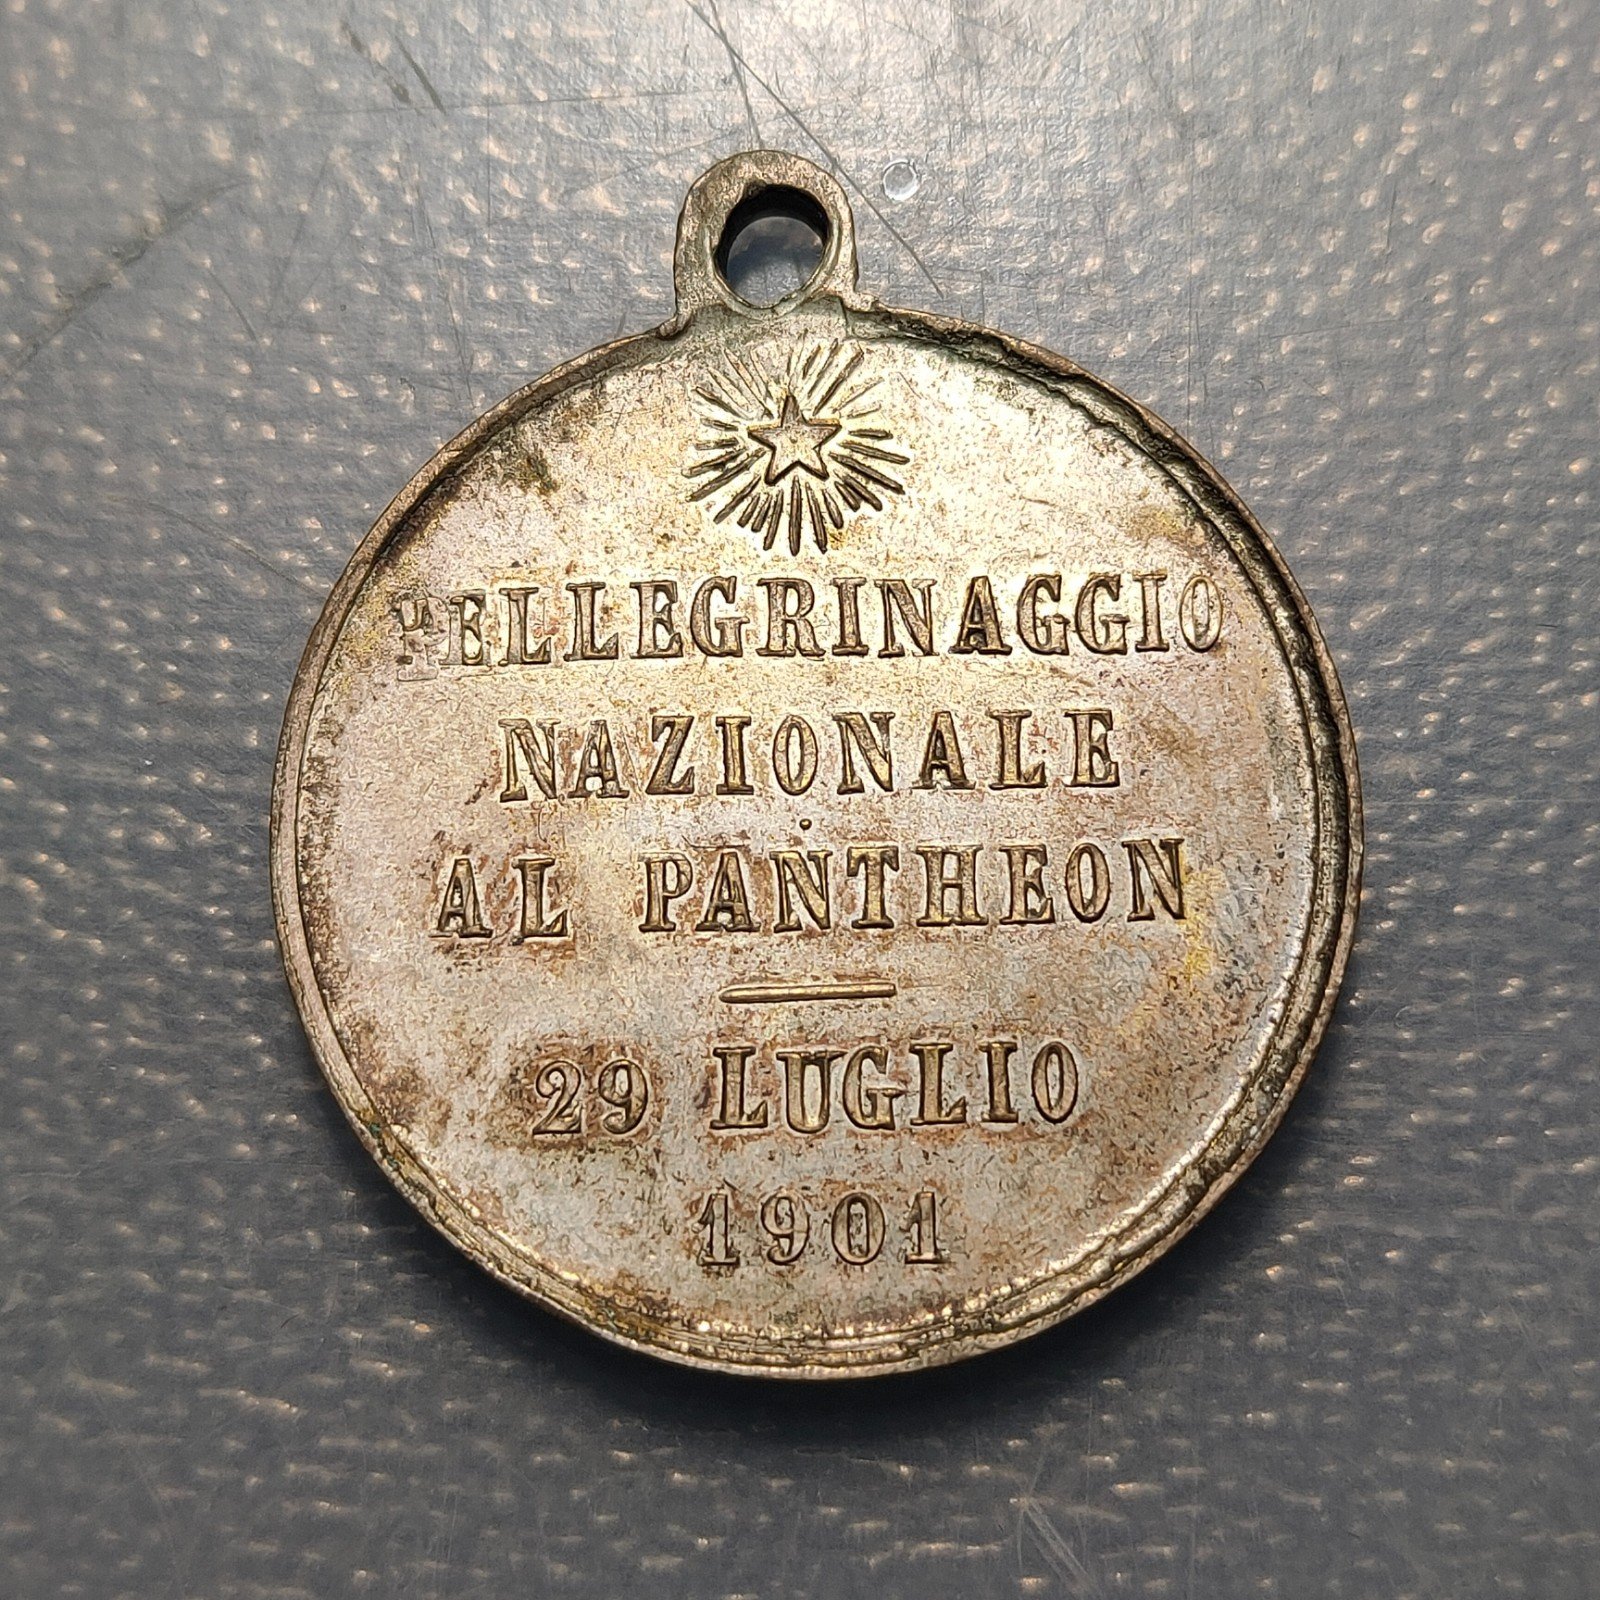 PELLEGRINAGGIO
NAZIONALE
AL PANTHEON
29 LUGLIO
1901